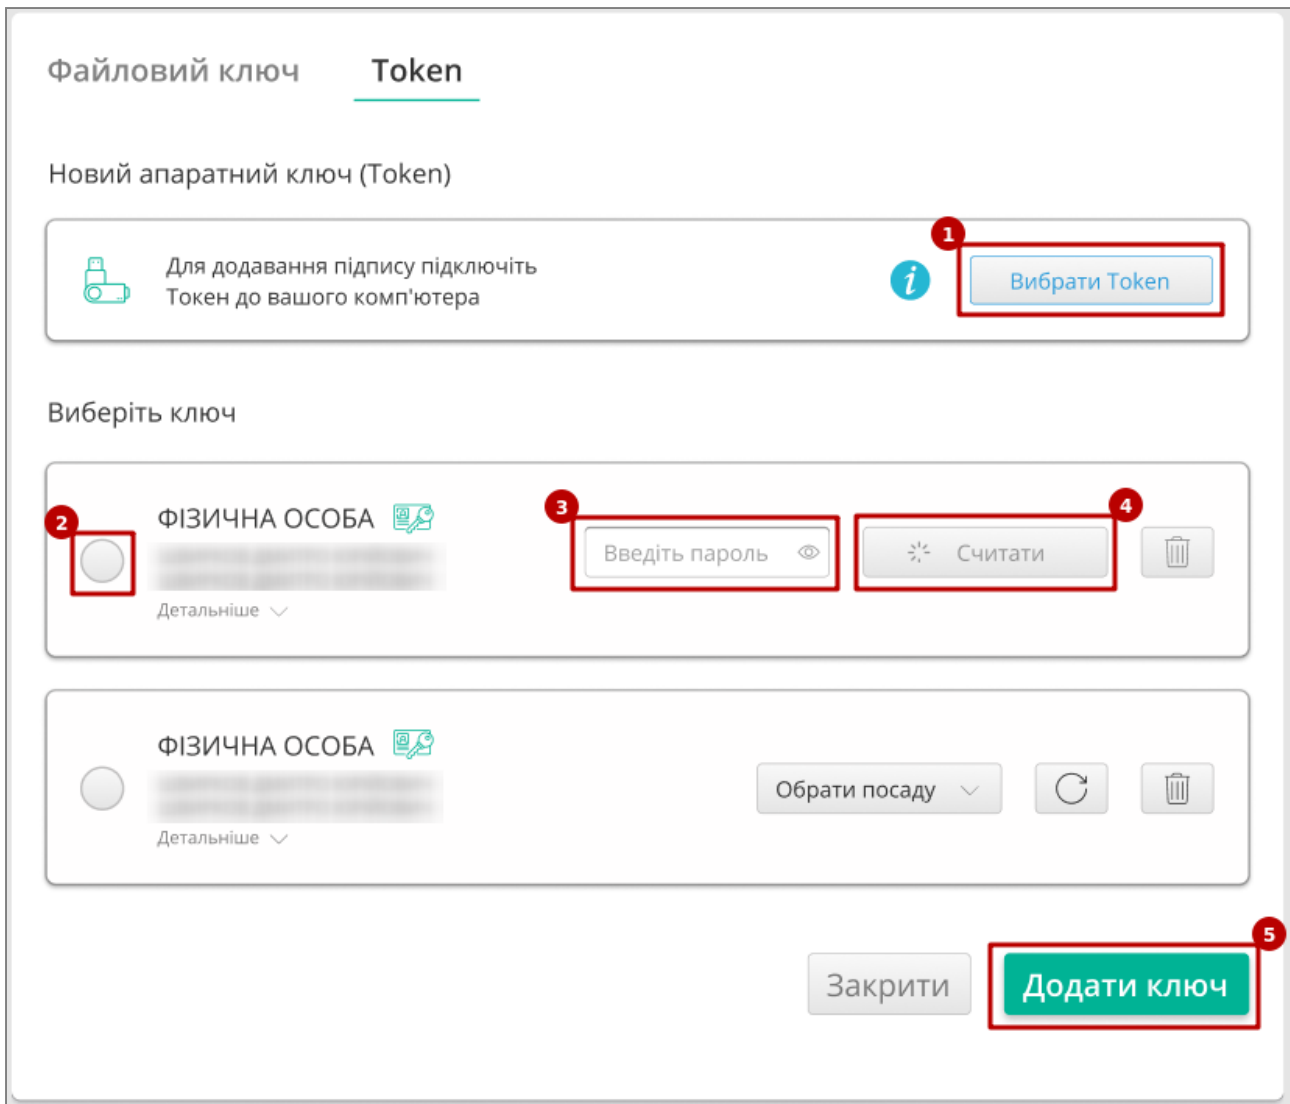 Файловий ключ Token
Новий апаратний ключ (Token)
1
Для додавання підпису підключіть
Токен до вашого комп'ютера
i
Вибрати Token
Виберіть ключ
2
ФІЗИЧНА ОСОБА
Детальніше
3
Введіть пароль
4
Считати
ФІЗИЧНА ОСОБА
Детальніше
Обрати посаду
5
Закрити
Додати ключ